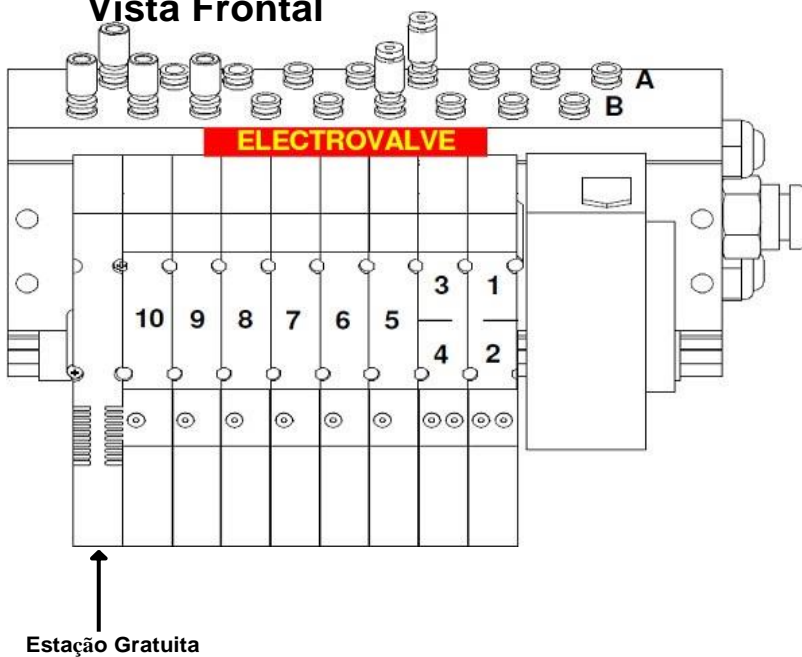 Vista Frontal
A
B
ELECTROVALVE
3 1
10 9 8 7 6 5
4 2
Estação Gratuita